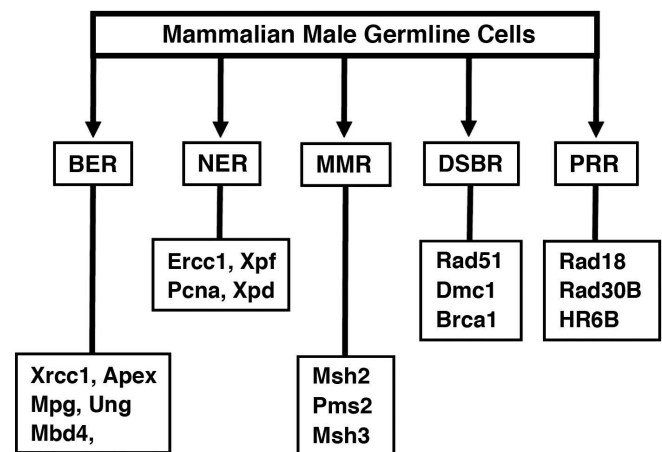 Mammalian Male Germline Cells
BER
NER
MMR
DSBR
PRR
Ercc1, Xpf
Pcna, Xpd
Rad51
Dmc1
Brca1
Rad18
Rad30B
HR6B
Xrcc1, Apex
Mpg, Ung
Mbd4,
Msh2
Pms2
Msh3